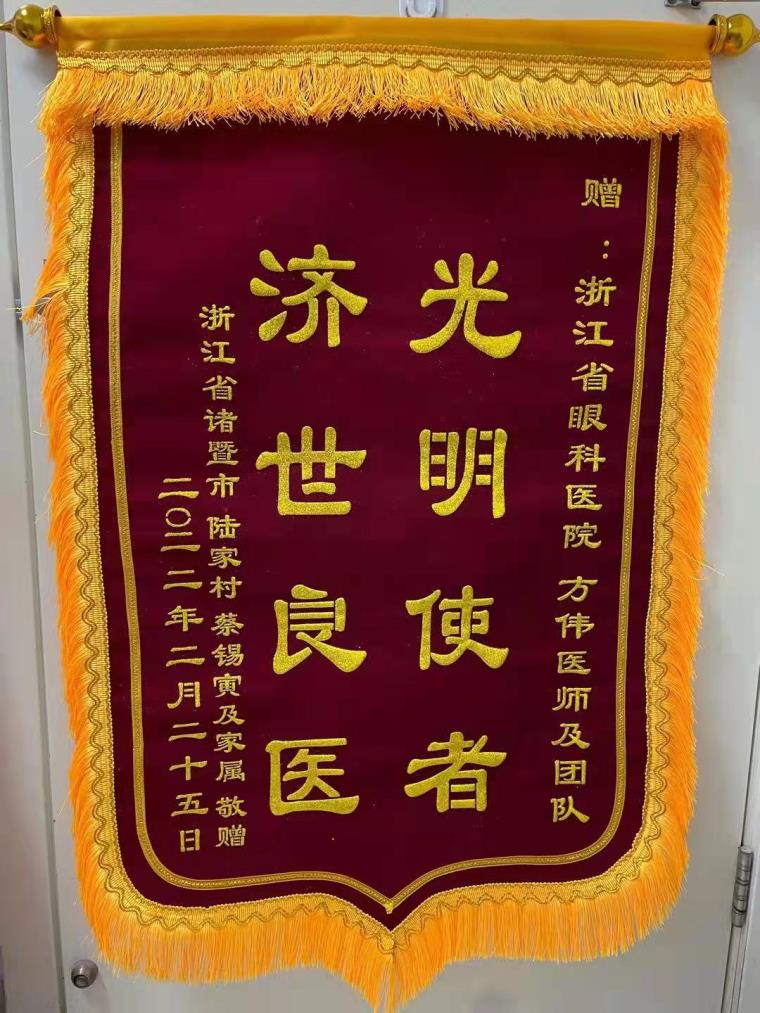 赠：浙江省眼科医院 方伟医师及团队
光明使者
济世良医
浙江省诸暨市 陆家村 蔡锡寅及家属 敬赠
二〇二二年二月二十五日